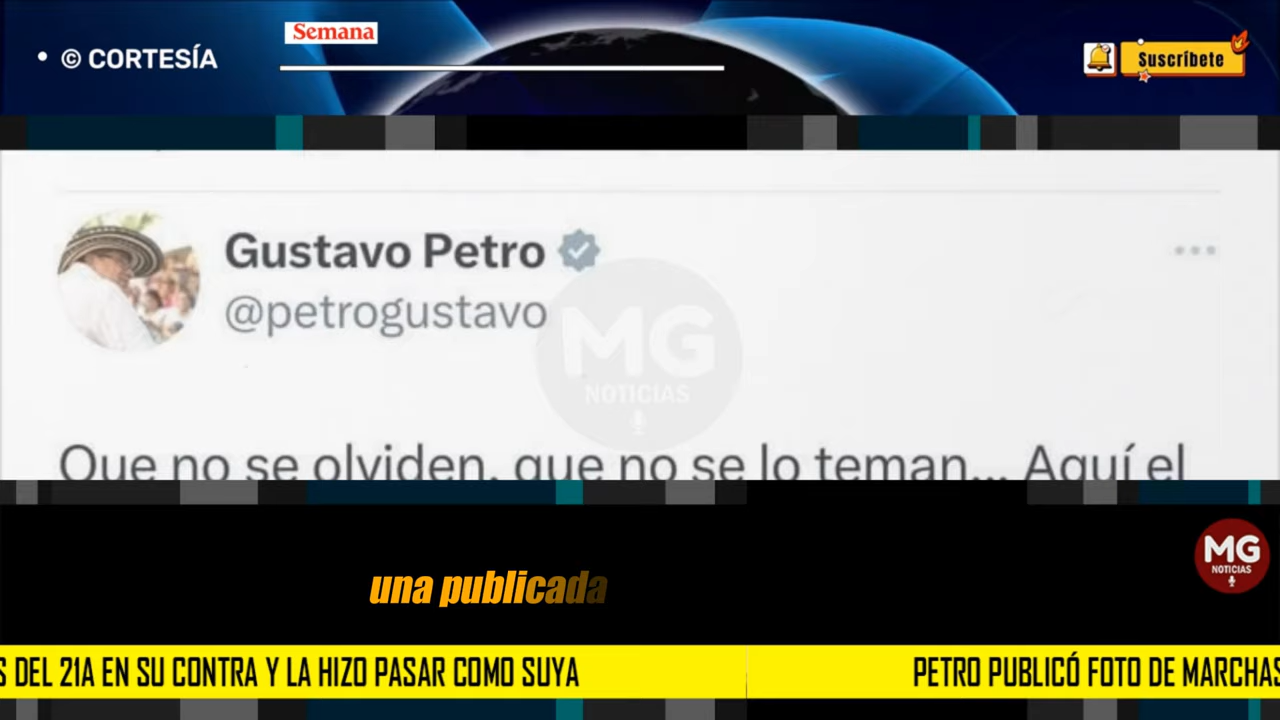 Semana
• © CORTESÍA
Suscríbete
Gustavo Petro
@petrogustavo
MG
NOTICIAS
Que no se olviden, que no se lo teman... Aquí el
MG
NOTICIAS
una publicada
S DEL 21A EN SU CONTRA Y LA HIZO PASAR COMO SUYA
PETRO PUBLICÓ FOTO DE MARCHAS